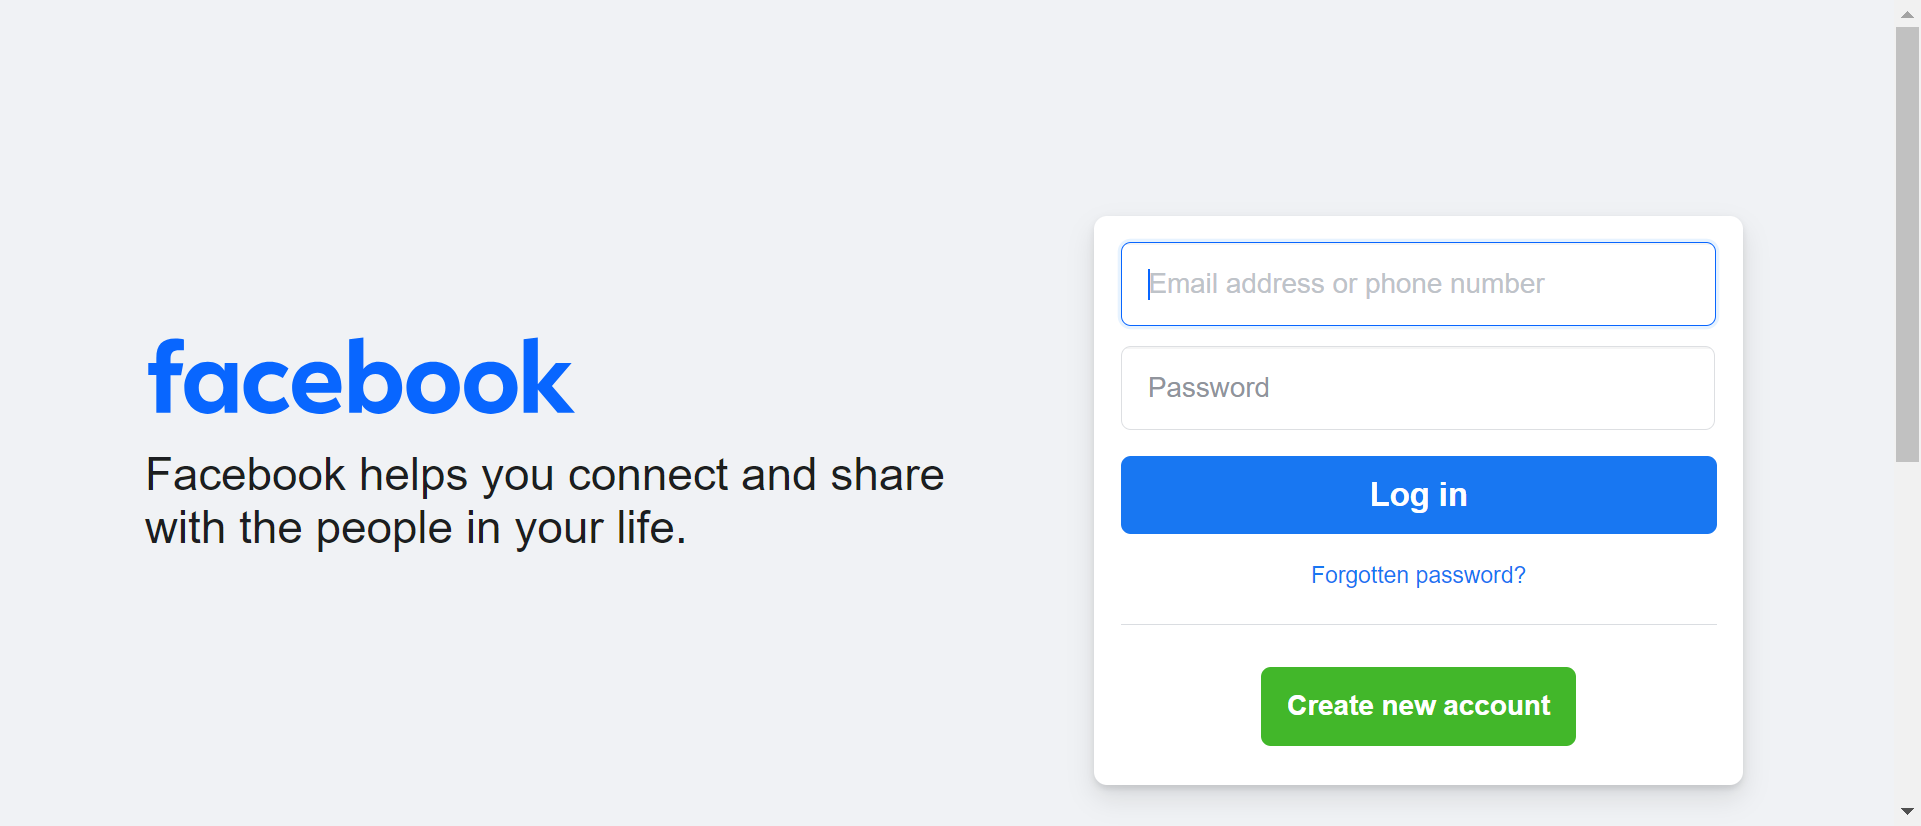 facebook
Facebook helps you connect and share
with the people in your life.
Email address or phone number
Password
Log in
Forgotten password?
Create new account